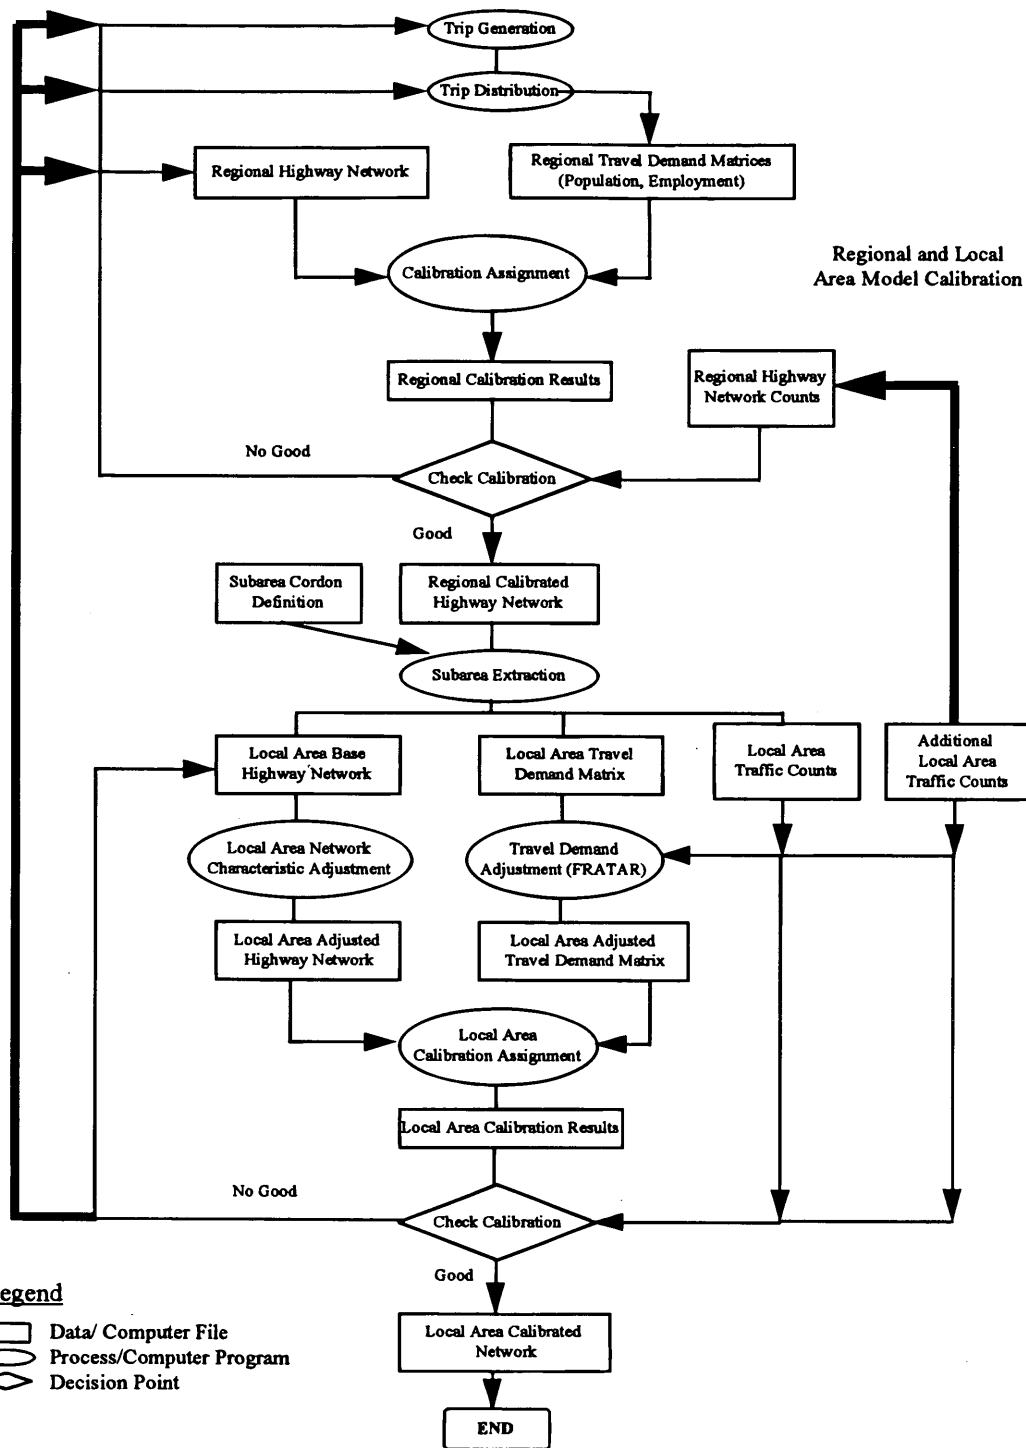 Trip Generation
Trip Distribution
Regional Highway Network
Regional Travel Demand Matrices
(Population, Employment)
Calibration Assignment
Regional and Local
Area Model Calibration
Regional Calibration Results
Regional Highway
Network Counts
No Good
Check Calibration
Good
Subarea Cordon
Definition
Regional Calibrated
Highway Network
Subarea Extraction
Local Area Base
Highway Network
Local Area Travel
Demand Matrix
Local Area
Traffic Counts
Additional
Local Area
Traffic Counts
Local Area Network
Characteristic Adjustment
Travel Demand
Adjustment (FRATAR)
Local Area Adjusted
Highway Network
Local Area Adjusted
Travel Demand Matrix
Local Area
Calibration Assignment
Local Area Calibration Results
No Good
Check Calibration
Good
egend
Data/ Computer File
Process/Computer Program
Decision Point
Local Area Calibrated
Network
END